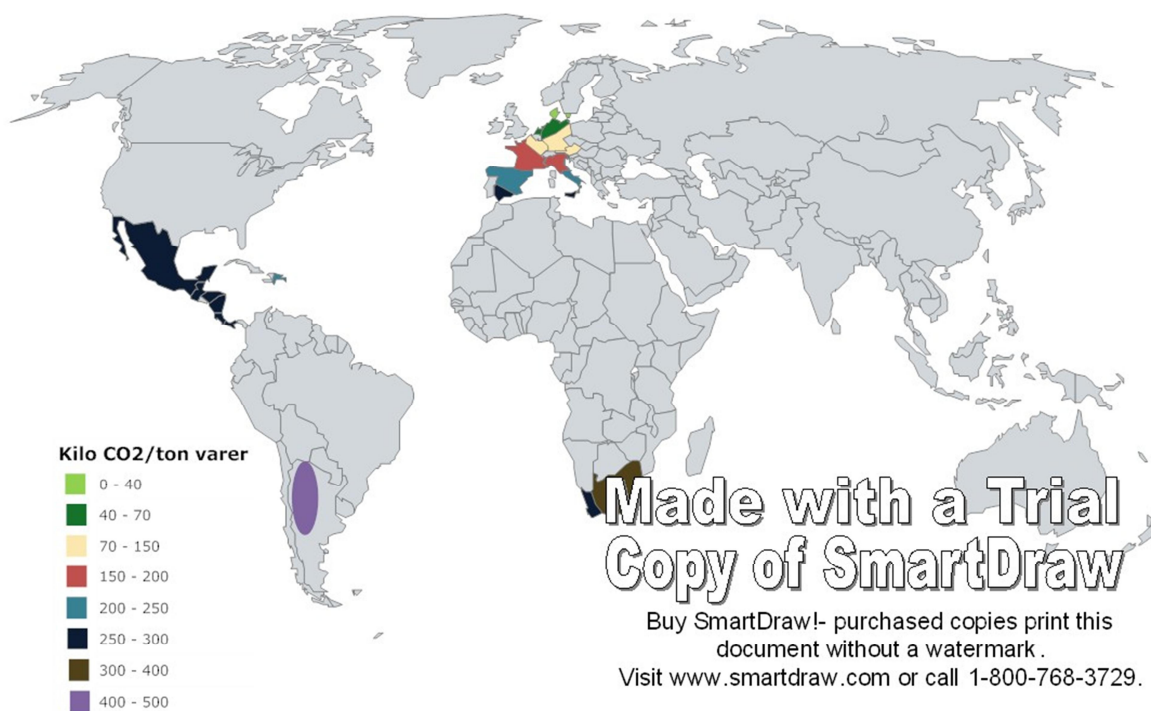 Kilo CO2/ton varer
0 - 40
40 - 70
70 - 150
150 - 200
200 - 250
250 - 300
300 - 400
400 - 500
Made with a Trial
Copy of SmartDraw
Buy SmartDraw!- purchased copies print this
document without a watermark .
Visit www.smartdraw.com or call 1-800-768-3729.